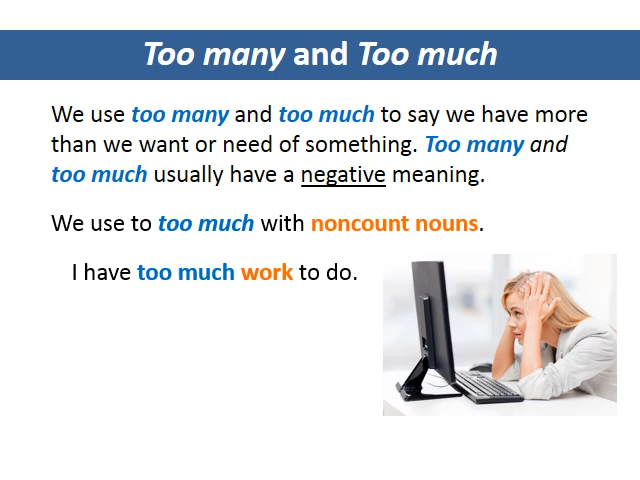 Too many and Too much
We use too many and too much to say we have more
than we want or need of something. Too many and
too much usually have a negative meaning.
We use to too much with noncount nouns.
I have too much work to do.